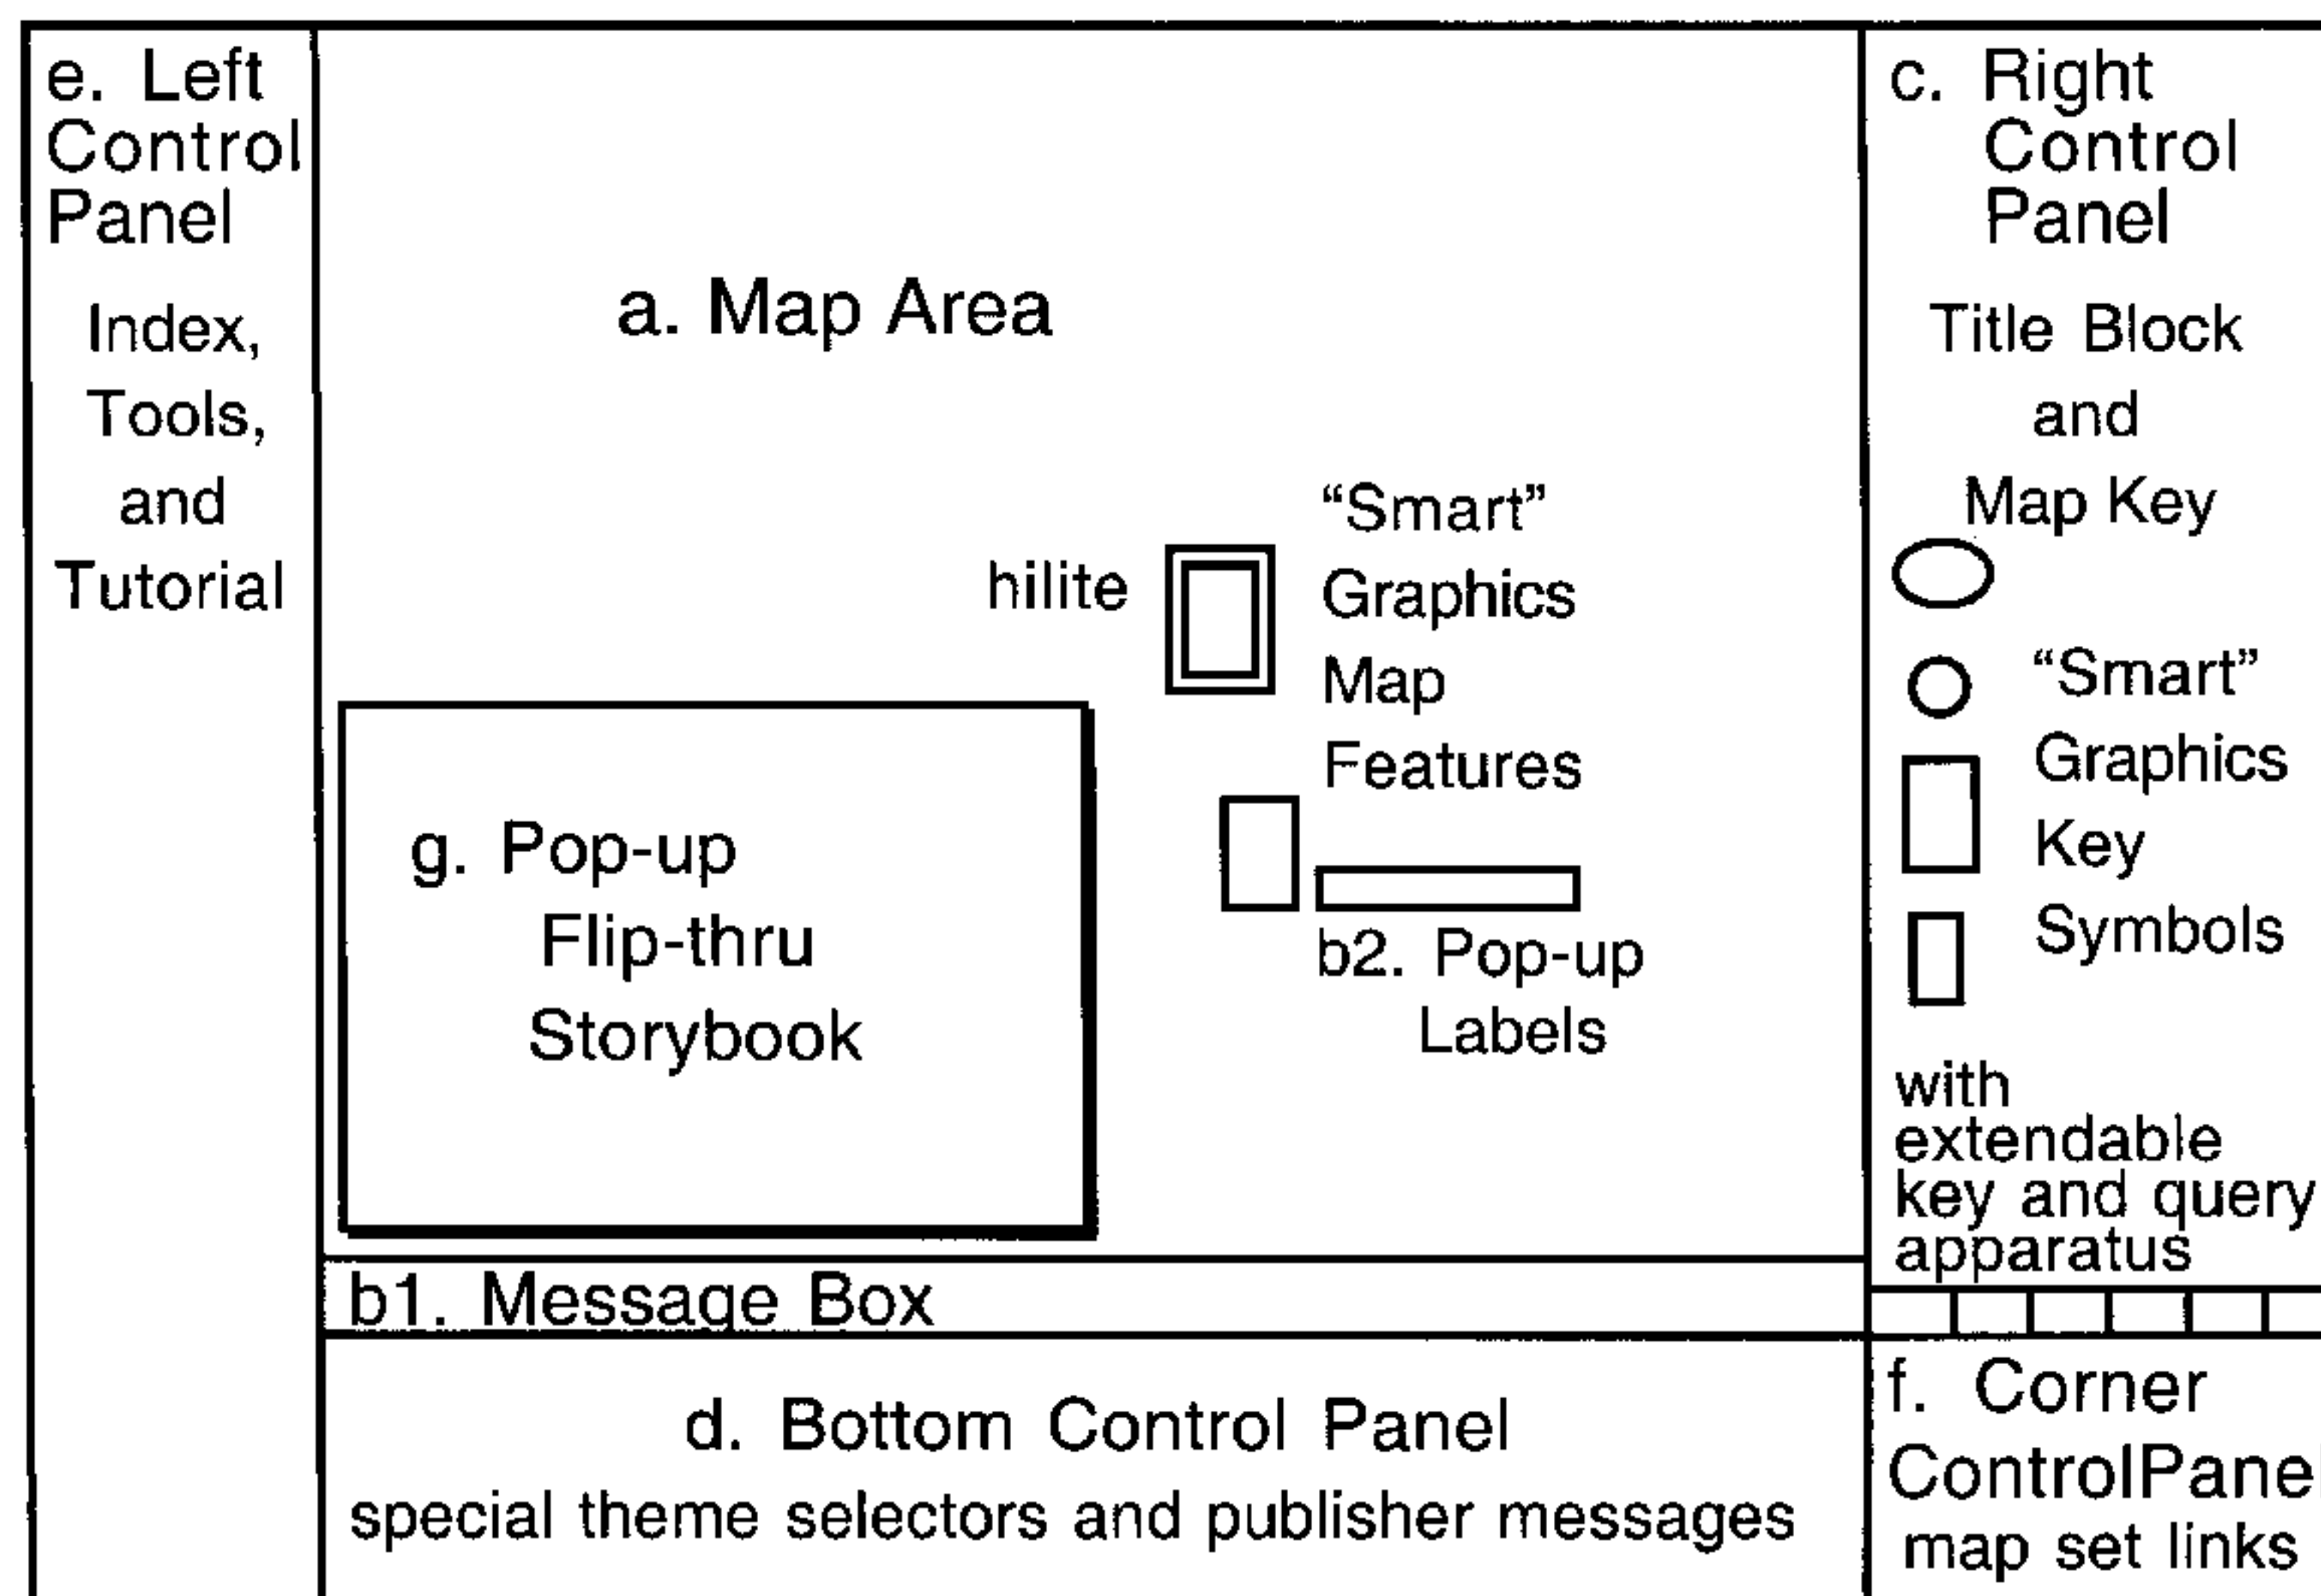 e. Left
Control
Panel
Index,
Tools,
and
Tutorial
a. Map Area
hilite
“Smart”
Graphics
Map
Features
g. Pop-up
Flip-thru
Storybook
b2. Pop-up
Labels
b1. Message Box
d. Bottom Control Panel
special theme selectors and publisher messages
c. Right
Control
Panel
Title Block
and
Map Key
“Smart”
Graphics
Key
Symbols
with
extendable
key and query
apparatus
f. Corner
ControlPanel
map set links